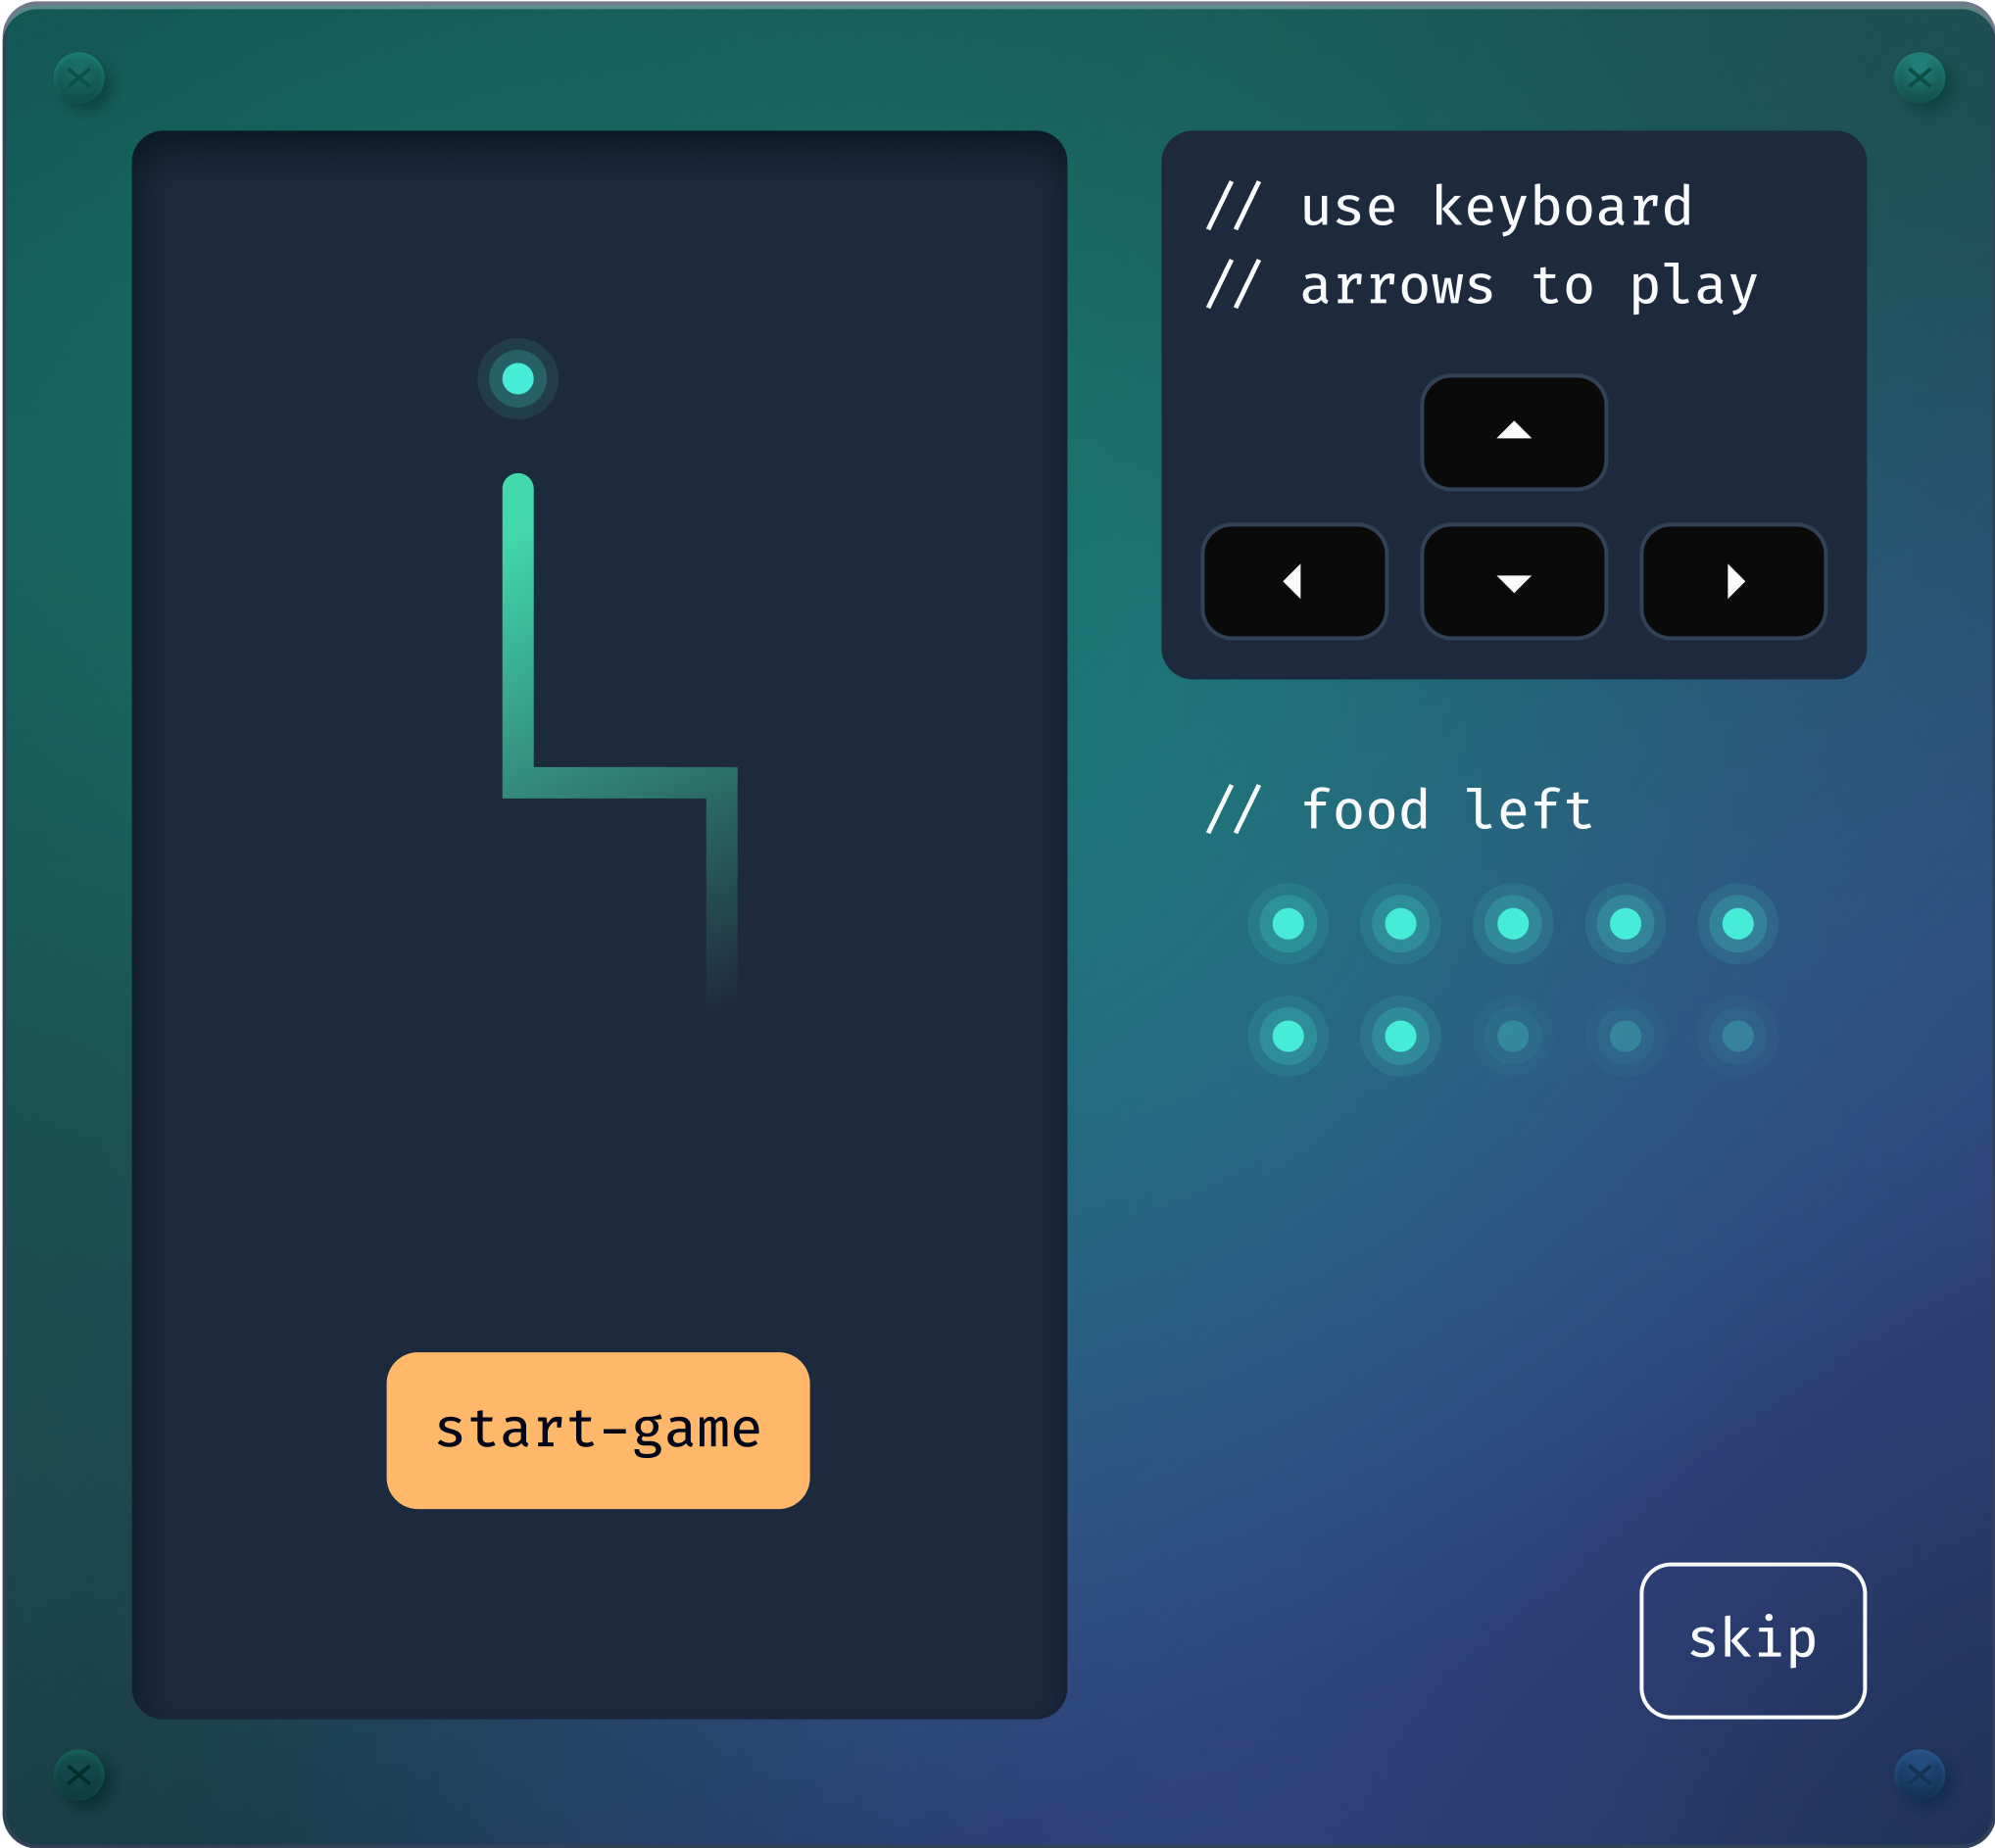 // use keyboard
// arrows to play
// food left
start-game
skip